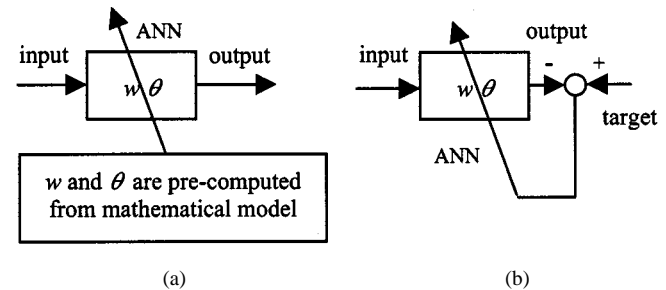 ANN
input
output
w θ
w and θ are pre-computed
from mathematical model
(a)
output
input
- +
w θ
target
ANN
(b)